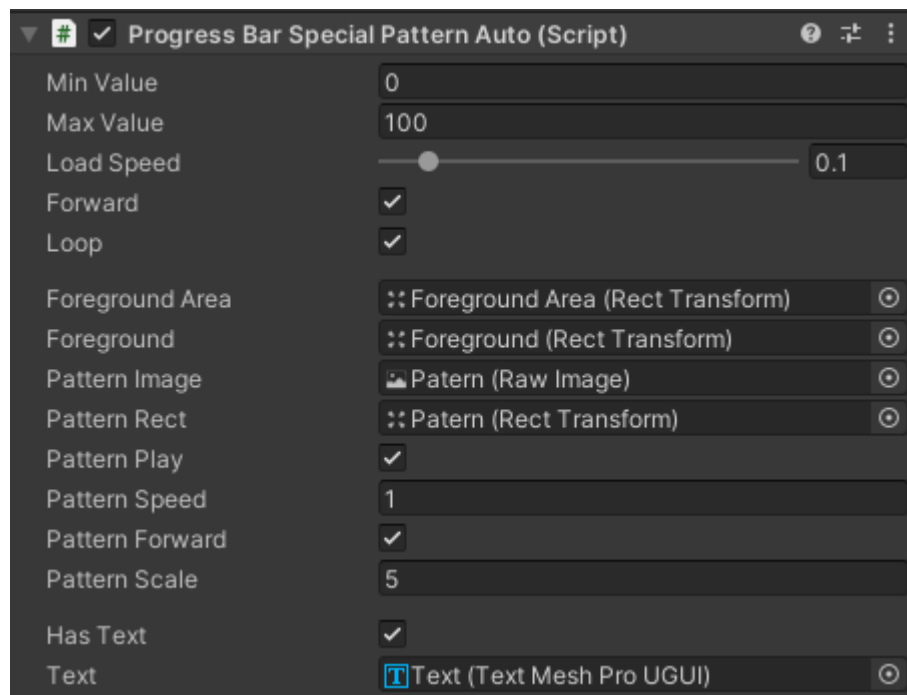 # Progress Bar Special Pattern Auto (Script)
Min Value 0
Max Value 100
Load Speed 0.1
Forward
Loop
Foreground Area Foreground Area (Rect Transform)
Foreground Foreground (Rect Transform)
Pattern Image Patern (Raw Image)
Pattern Rect Patern (Rect Transform)
Pattern Play
Pattern Speed 1
Pattern Forward
Pattern Scale 5
Has Text
Text T Text (Text Mesh Pro UGUI)